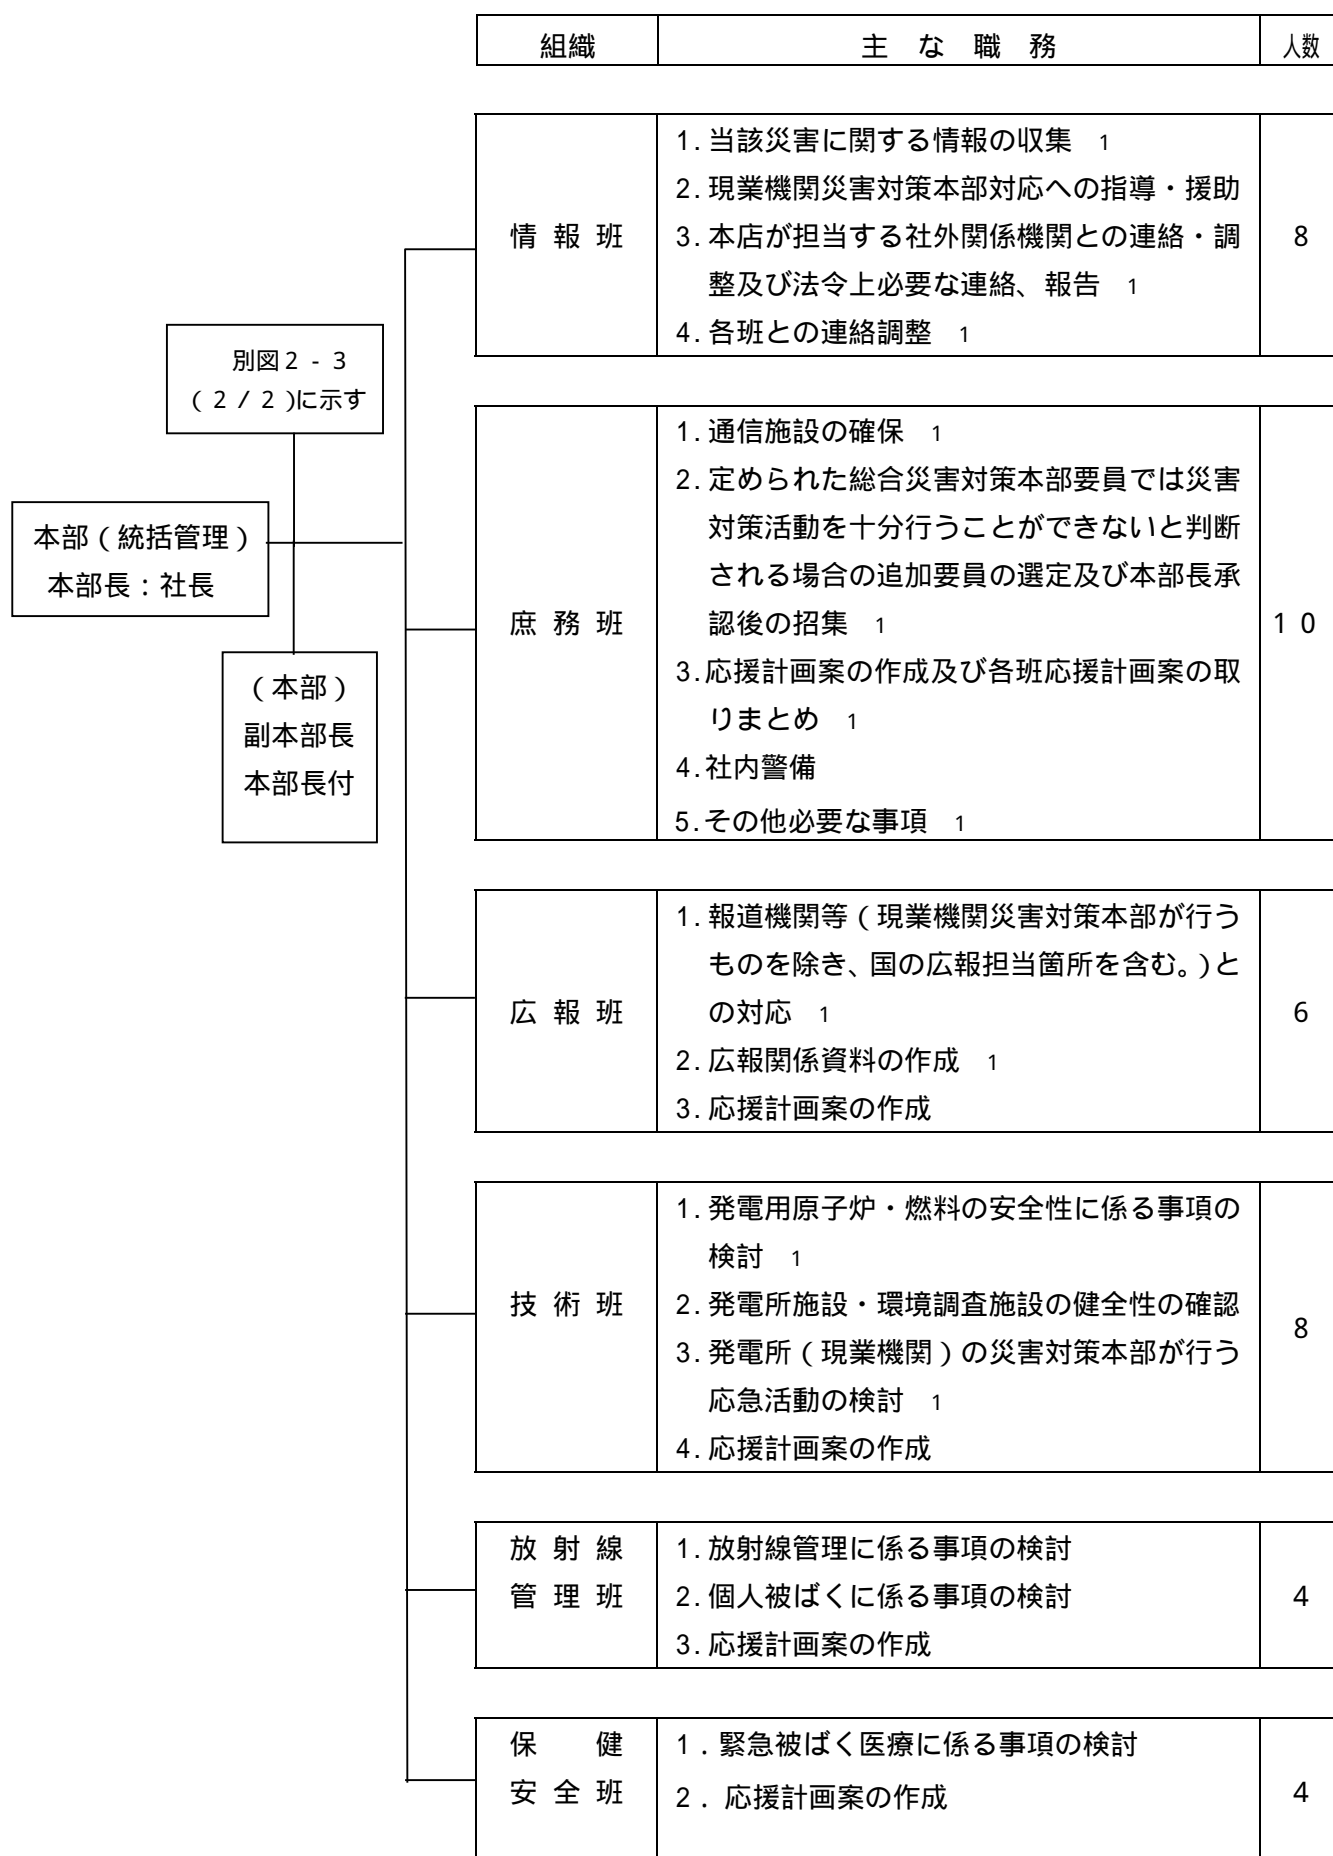 組織 主な職務 人数
情報班
1.当該災害に関する情報の収集 1
2.現業機関災害対策本部対応への指導・援助
3.本店が担当する社外関係機関との連絡・調
整及び法令上必要な連絡、報告 1
4.各班との連絡調整 1
8
別図2-3
(2/2)に示す
本部(統括管理)
本部長:社長
(本部)
副本部長
本部長付
庶務班
1.通信施設の確保 1
2.定められた総合災害対策本部要員では災害
対策活動を十分行うことができないと判断
される場合の追加要員の選定及び本部長承
認後の招集 1
3.応援計画案の作成及び各班応援計画案の取
りまとめ 1
4.社内警備
5.その他必要な事項 1
10
広報班
1.報道機関等(現業機関災害対策本部が行う
ものを除き、国の広報担当箇所を含む。)と
の対応 1
2.広報関係資料の作成 1
3.応援計画案の作成
6
技術班
1.発電用原子炉・燃料の安全性に係る事項の
検討 1
2.発電所施設・環境調査施設の健全性の確認
3.発電所(現業機関)の災害対策本部が行う
応急活動の検討 1
4.応援計画案の作成
8
放射線
管理班
1.放射線管理に係る事項の検討
2.個人被ばくに係る事項の検討
3.応援計画案の作成
4
保健
安全班
1.緊急被ばく医療に係る事項の検討
2.応援計画案の作成
4